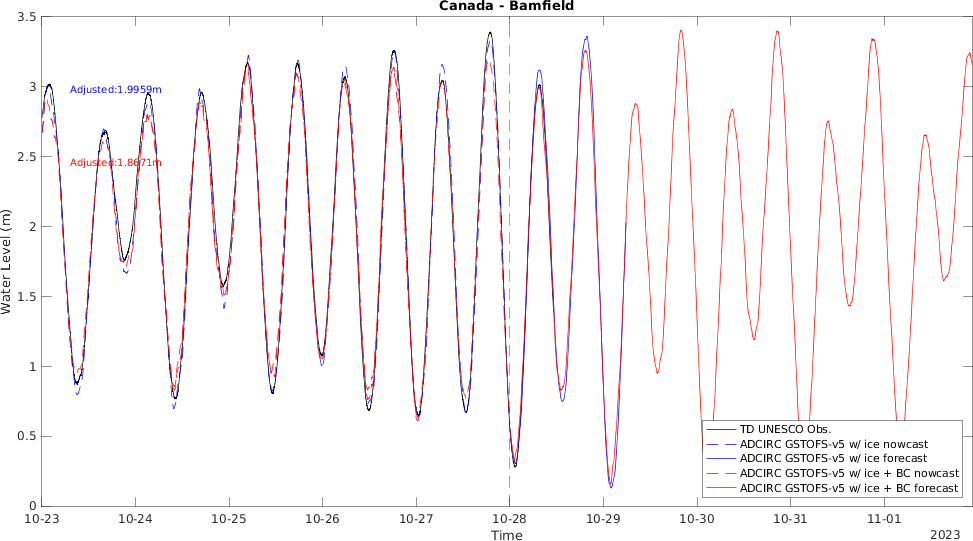 Canada - Bamfield
3.5
3
2.5
2
1.5
1
0.5
0
Water Level (m)
Adjusted:1.9959m
Adjusted:1.8671m
TD UNESCO Obs.
ADCIRC GSTOFS-v5 w/ ice nowcast
ADCIRC GSTOFS-v5 w/ ice forecast
ADCIRC GSTOFS-v5 w/ ice + BC nowcast
ADCIRC GSTOFS-v5 w/ ice + BC forecast
10-23 10-24 10-25 10-26 10-27 10-28 10-29 10-30 10-31 11-01
Time
2023